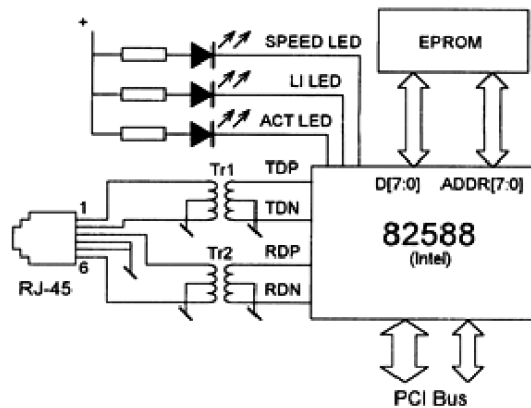 +
SPEED LED
EPROM
LI LED
ACT LED
Tr1
TDP
D[7:0] ADDR[7:0]
1
TDN
82588
(Intel)
Tr2
RDP
6
RDN
RJ-45
PCI Bus